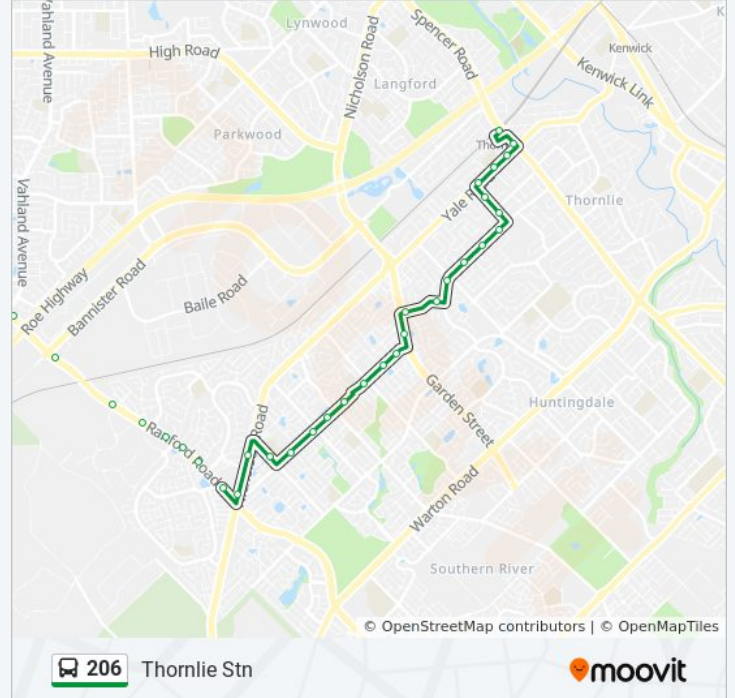 Lynwood
Spencer Road
High Road
Nicholson Road
Kenwick
Langford
Kenwick Link
Vahland Avenue
Parkwood
Thornlie
Yale
Vahland Avenue
Roe Highway
Bannister Road
Baile Road
Garden Street
Huntingdale
Road
Ranford Road
Warton Road
Southern River
© OpenStreetMap contributors | © OpenMapTiles
206 Thornlie Stn
moovit